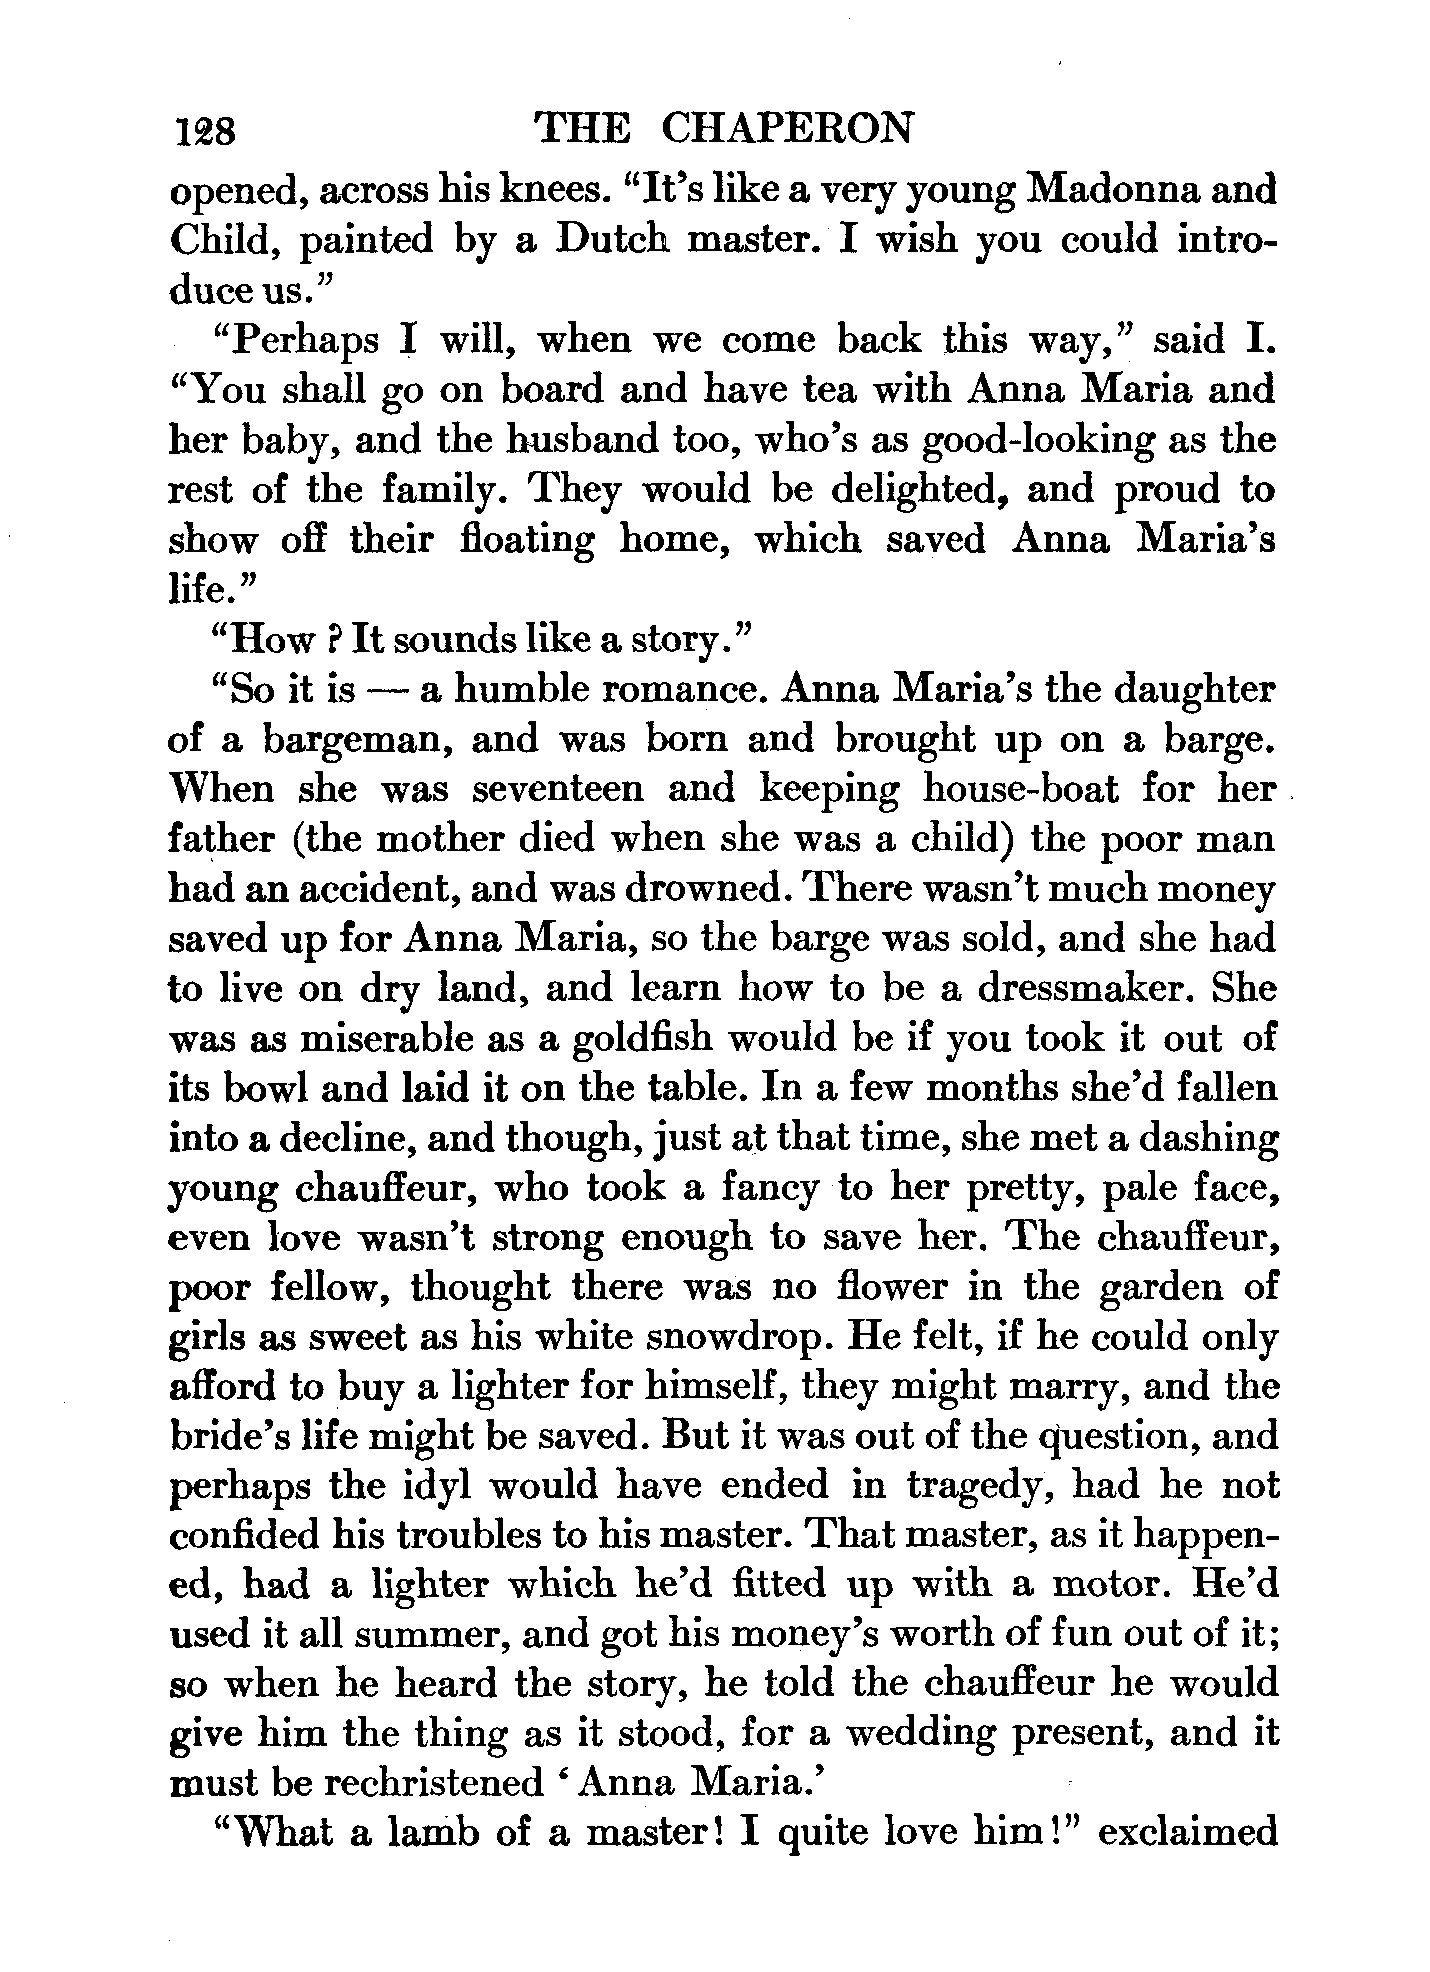 128 THE CHAPERON
opened, across his knees. “It’s like a very young Madonna and
Child, painted by a Dutch master. I wish you could intro-
duce us.”
“Perhaps I will, when we come back this way,” said I.
“You shall go on board and have tea with Anna Maria and
her baby, and the husband too, who’s as good-looking as the
rest of the family. They would be delighted, and proud to
show off their floating home, which saved Anna Maria’s
life.”
“How ? It sounds like a story.”
“So it is — a humble romance. Anna Maria’s the daughter
of a bargeman, and was born and brought up on a barge.
When she was seventeen and keeping house-boat for her
father (the mother died when she was a child) the poor man
had an accident, and was drowned. There wasn’t much money
saved up for Anna Maria, so the barge was sold, and she had
to live on dry land, and learn how to be a dressmaker. She
was as miserable as a goldfish would be if you took it out of
its bowl and laid it on the table. In a few months she’d fallen
into a decline, and though, just at that time, she met a dashing
young chauffeur, who took a fancy to her pretty, pale face,
even love wasn’t strong enough to save her. The chauffeur,
poor fellow, thought there was no flower in the garden of
girls as sweet as his white snowdrop. He felt, if he could only
afford to buy a lighter for himself, they might marry, and the
bride’s life might be saved. But it was out of the question, and
perhaps the idyl would have ended in tragedy, had he not
confided his troubles to his master. That master, as it happen-
ed, had a lighter which he’d fitted up with a motor. He’d
used it all summer, and got his money’s worth of fun out of it;
so when he heard the story, he told the chauffeur he would
give him the thing as it stood, for a wedding present, and it
must be rechristened ‘ Anna Maria.’
“What a lamb of a master! I quite love him!” exclaimed